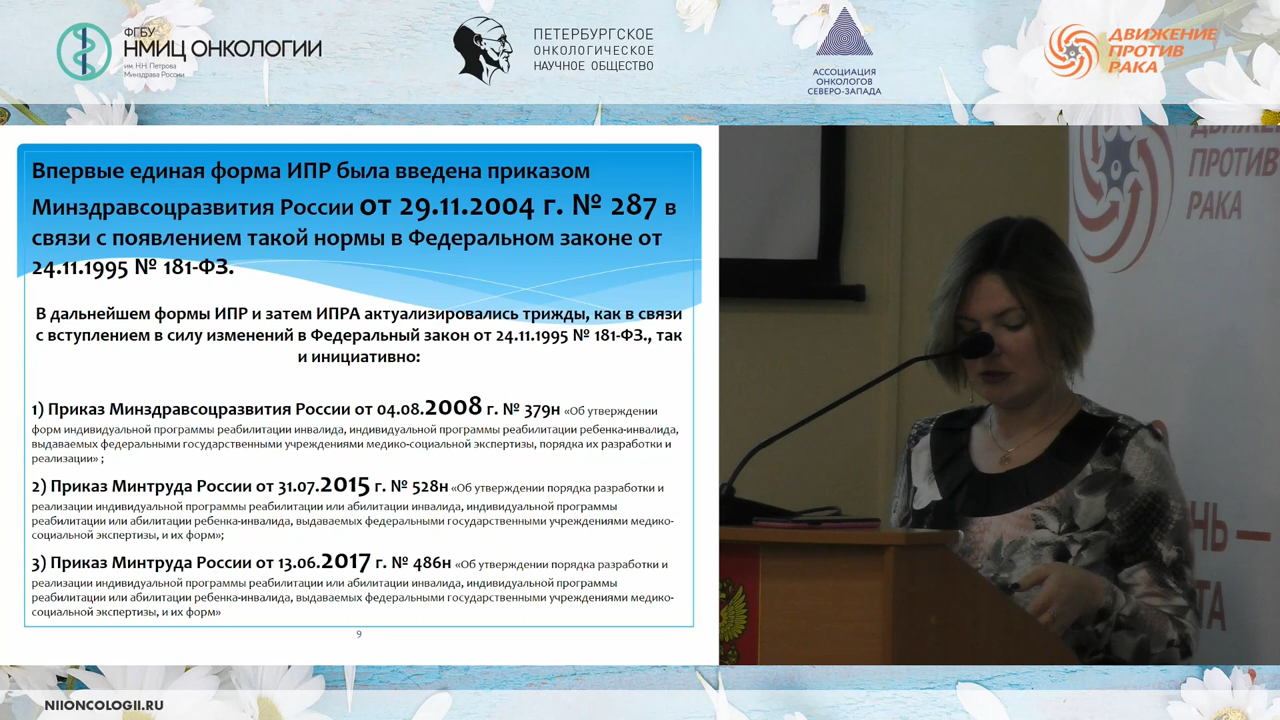 ФГБУ
НМИЦ ОНКОЛОГИИ
им. Н.Н. Петрова
Минздрава России
ПЕТЕРБУРГСКОЕ
ОНКОЛОГИЧЕСКОЕ
НАУЧНОЕ ОБЩЕСТВО
АССОЦИАЦИЯ
ОНКОЛОГОВ
СЕВЕРО-ЗАПАДА
ДВИЖЕНИЕ
ПРОТИВ
РАКА
Впервые единая форма ИПР была введена приказом
Минздравсоцразвития России от 29.11.2004 г. № 287 в
связи с появлением такой нормы в Федеральном законе от
24.11.1995 № 181-ФЗ.
В дальнейшем формы ИПР и затем ИПРА актуализировались трижды, как в связи
с вступлением в силу изменений в Федеральный закон от 24.11.1995 № 181-ФЗ., так
и инициативно:
1) Приказ Минздравсоцразвития России от 04.08.2008 г. № 379н «Об утверждении
форм индивидуальной программы реабилитации инвалида, индивидуальной программы реабилитации ребенка-инвалида,
выдаваемых федеральными государственными учреждениями медико-социальной экспертизы, порядка их разработки и
реализации» ;
2) Приказ Минтруда России от 31.07.2015 г. № 528н «Об утверждении порядка разработки и
реализации индивидуальной программы реабилитации или абилитации инвалида, индивидуальной программы
реабилитации или абилитации ребенка-инвалида, выдаваемых федеральными государственными учреждениями медико-
социальной экспертизы, и их форм»;
3) Приказ Минтруда России от 13.06.2017 г. № 486н «Об утверждении порядка разработки и
реализации индивидуальной программы реабилитации или абилитации инвалида, индивидуальной программы
реабилитации или абилитации ребенка-инвалида, выдаваемых федеральными государственными учреждениями медико-
социальной экспертизы, и их форм»
9
ДВИЖЕНИЕ
ПРОТИВ
РАКА
NIIONCOLOGII.RU